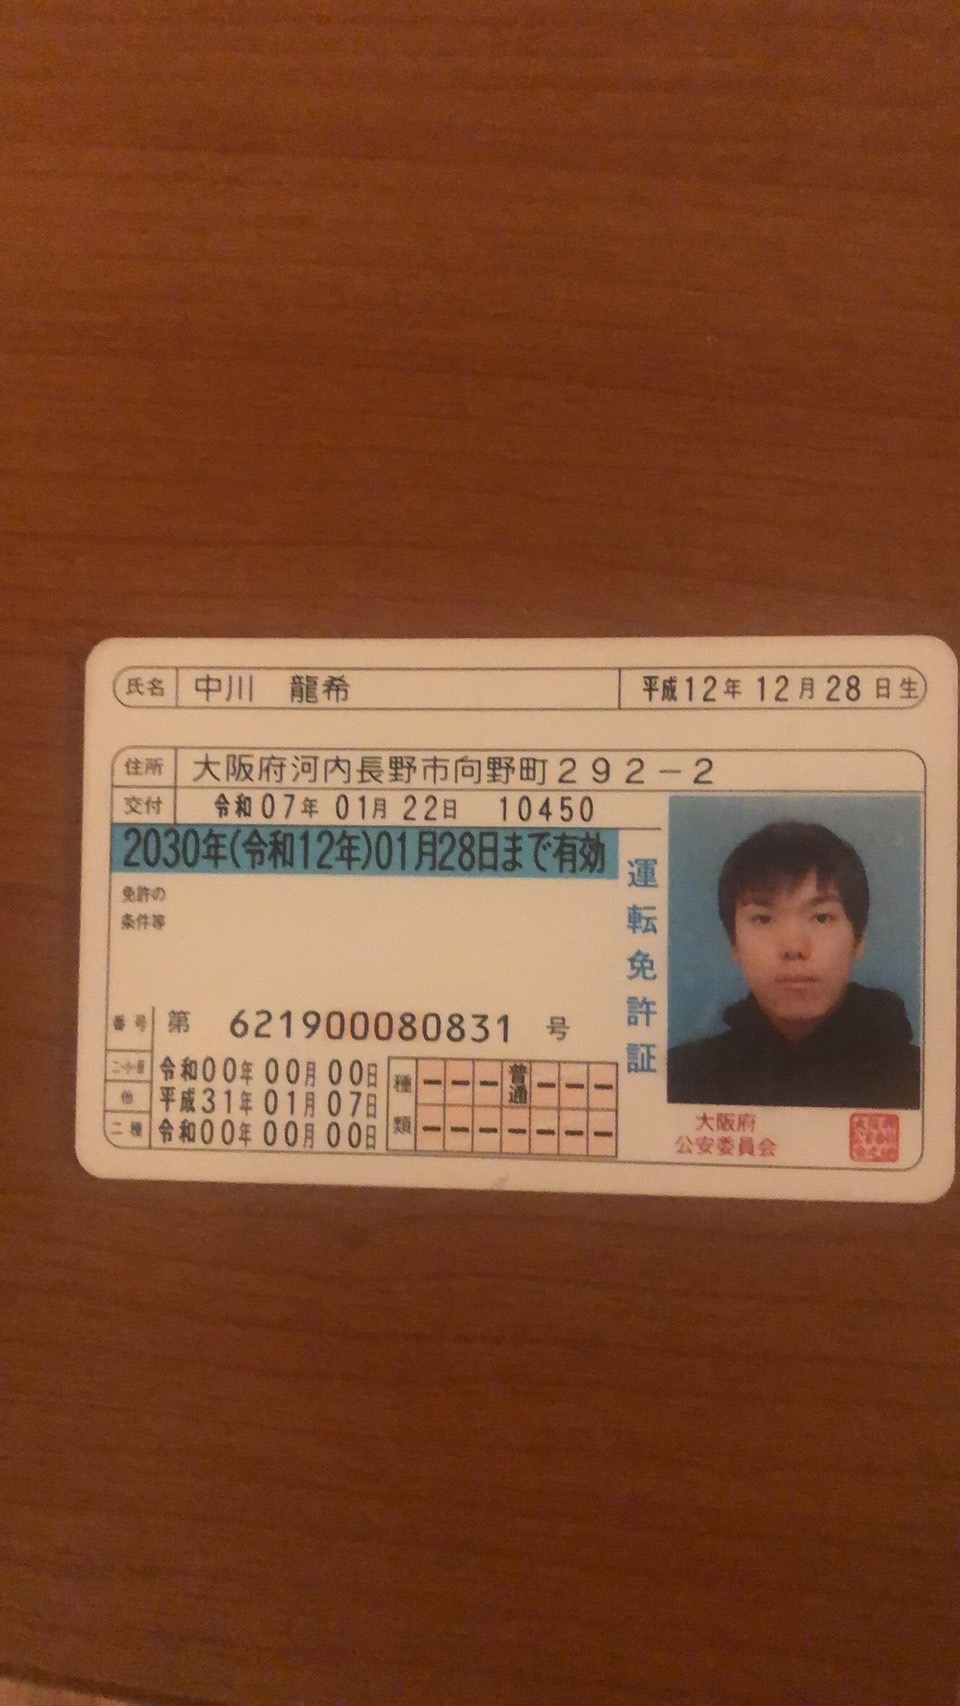 氏名 中川 龍希 平成12年12月28日生
住所 大阪府河内長野市向野町292-2
交付 令和07年01月22日 10450
2030年(令和12年)01月28日まで有効
免許の
条件等
運転免許証
番号 第 621900080831 号
二・小・原 令和00年00月00日
他 平成31年01月07日
二種 令和00年00月00日
種類 普通
大阪府
公安委員会